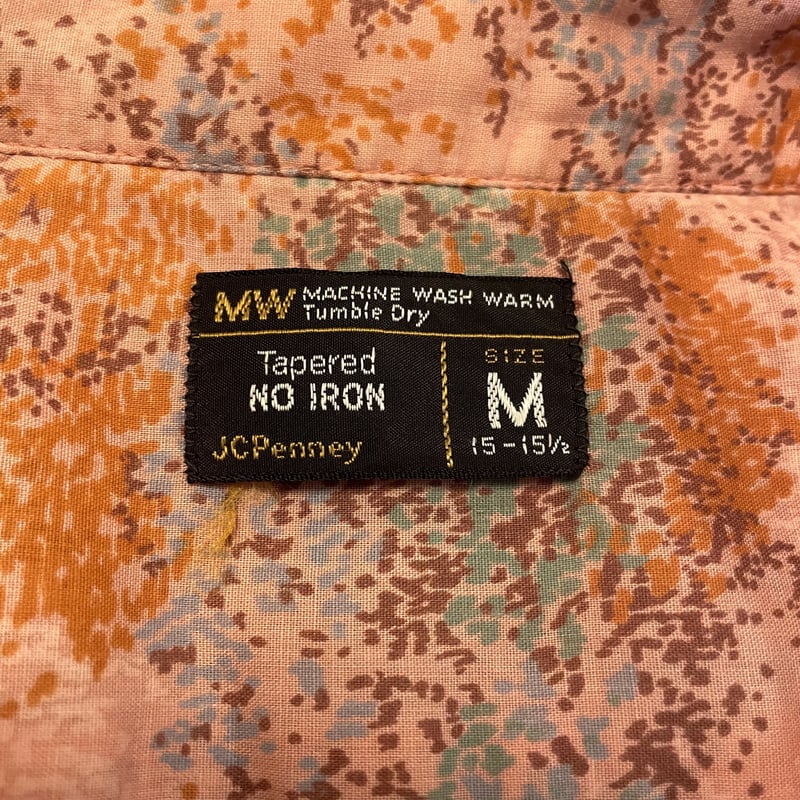 MW MACHINE WASH WARM
Tumble Dry
Tapered
NO IRON
JCPenney
SIZE
M
15-15½